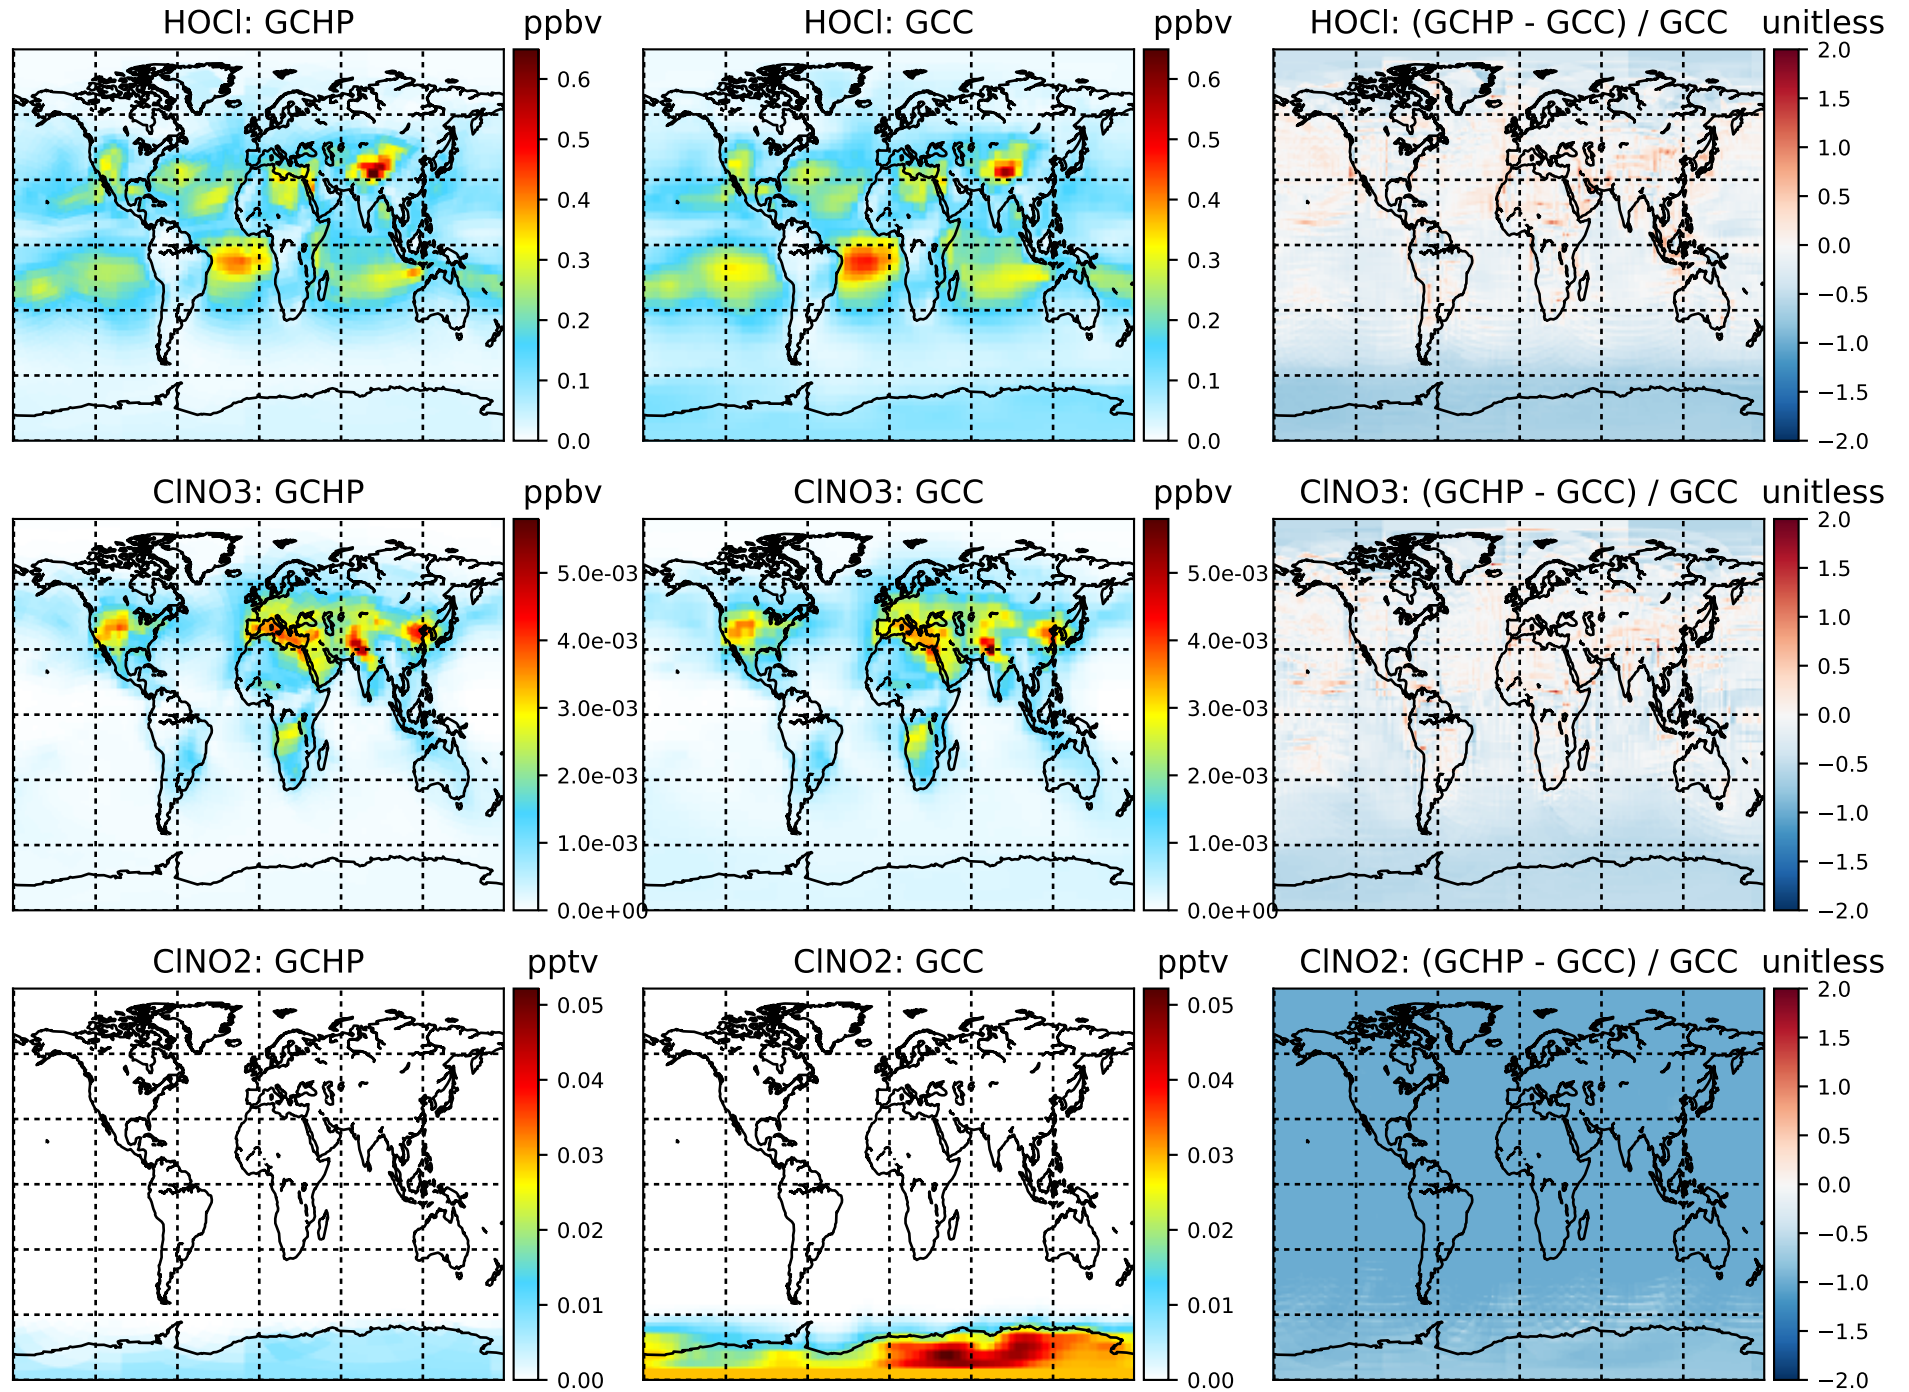 HOCl: GCHP ppbv HOCl: GCC ppbv HOCl: (GCHP - GCC) / GCC unitless
0.6 0.6 2.0
0.5 0.5 1.5
0.4 0.4 1.0
0.3 0.3 0.5
0.2 0.2 0.0
0.1 0.1 −0.5
0.0 0.0 −1.0
−1.5
−2.0
ClNO3: GCHP ppbv ClNO3: GCC ppbv ClNO3: (GCHP - GCC) / GCC unitless
5.0e-03 5.0e-03 2.0
4.0e-03 4.0e-03 1.5
3.0e-03 3.0e-03 1.0
2.0e-03 2.0e-03 0.5
1.0e-03 1.0e-03 0.0
0.0e+00 0.0e+00 −0.5
−1.0
−1.5
−2.0
ClNO2: GCHP pptv ClNO2: GCC pptv ClNO2: (GCHP - GCC) / GCC unitless
0.05 0.05 2.0
0.04 0.04 1.5
0.03 0.03 1.0
0.02 0.02 0.5
0.01 0.01 0.0
0.00 0.00 −0.5
−1.0
−1.5
−2.0